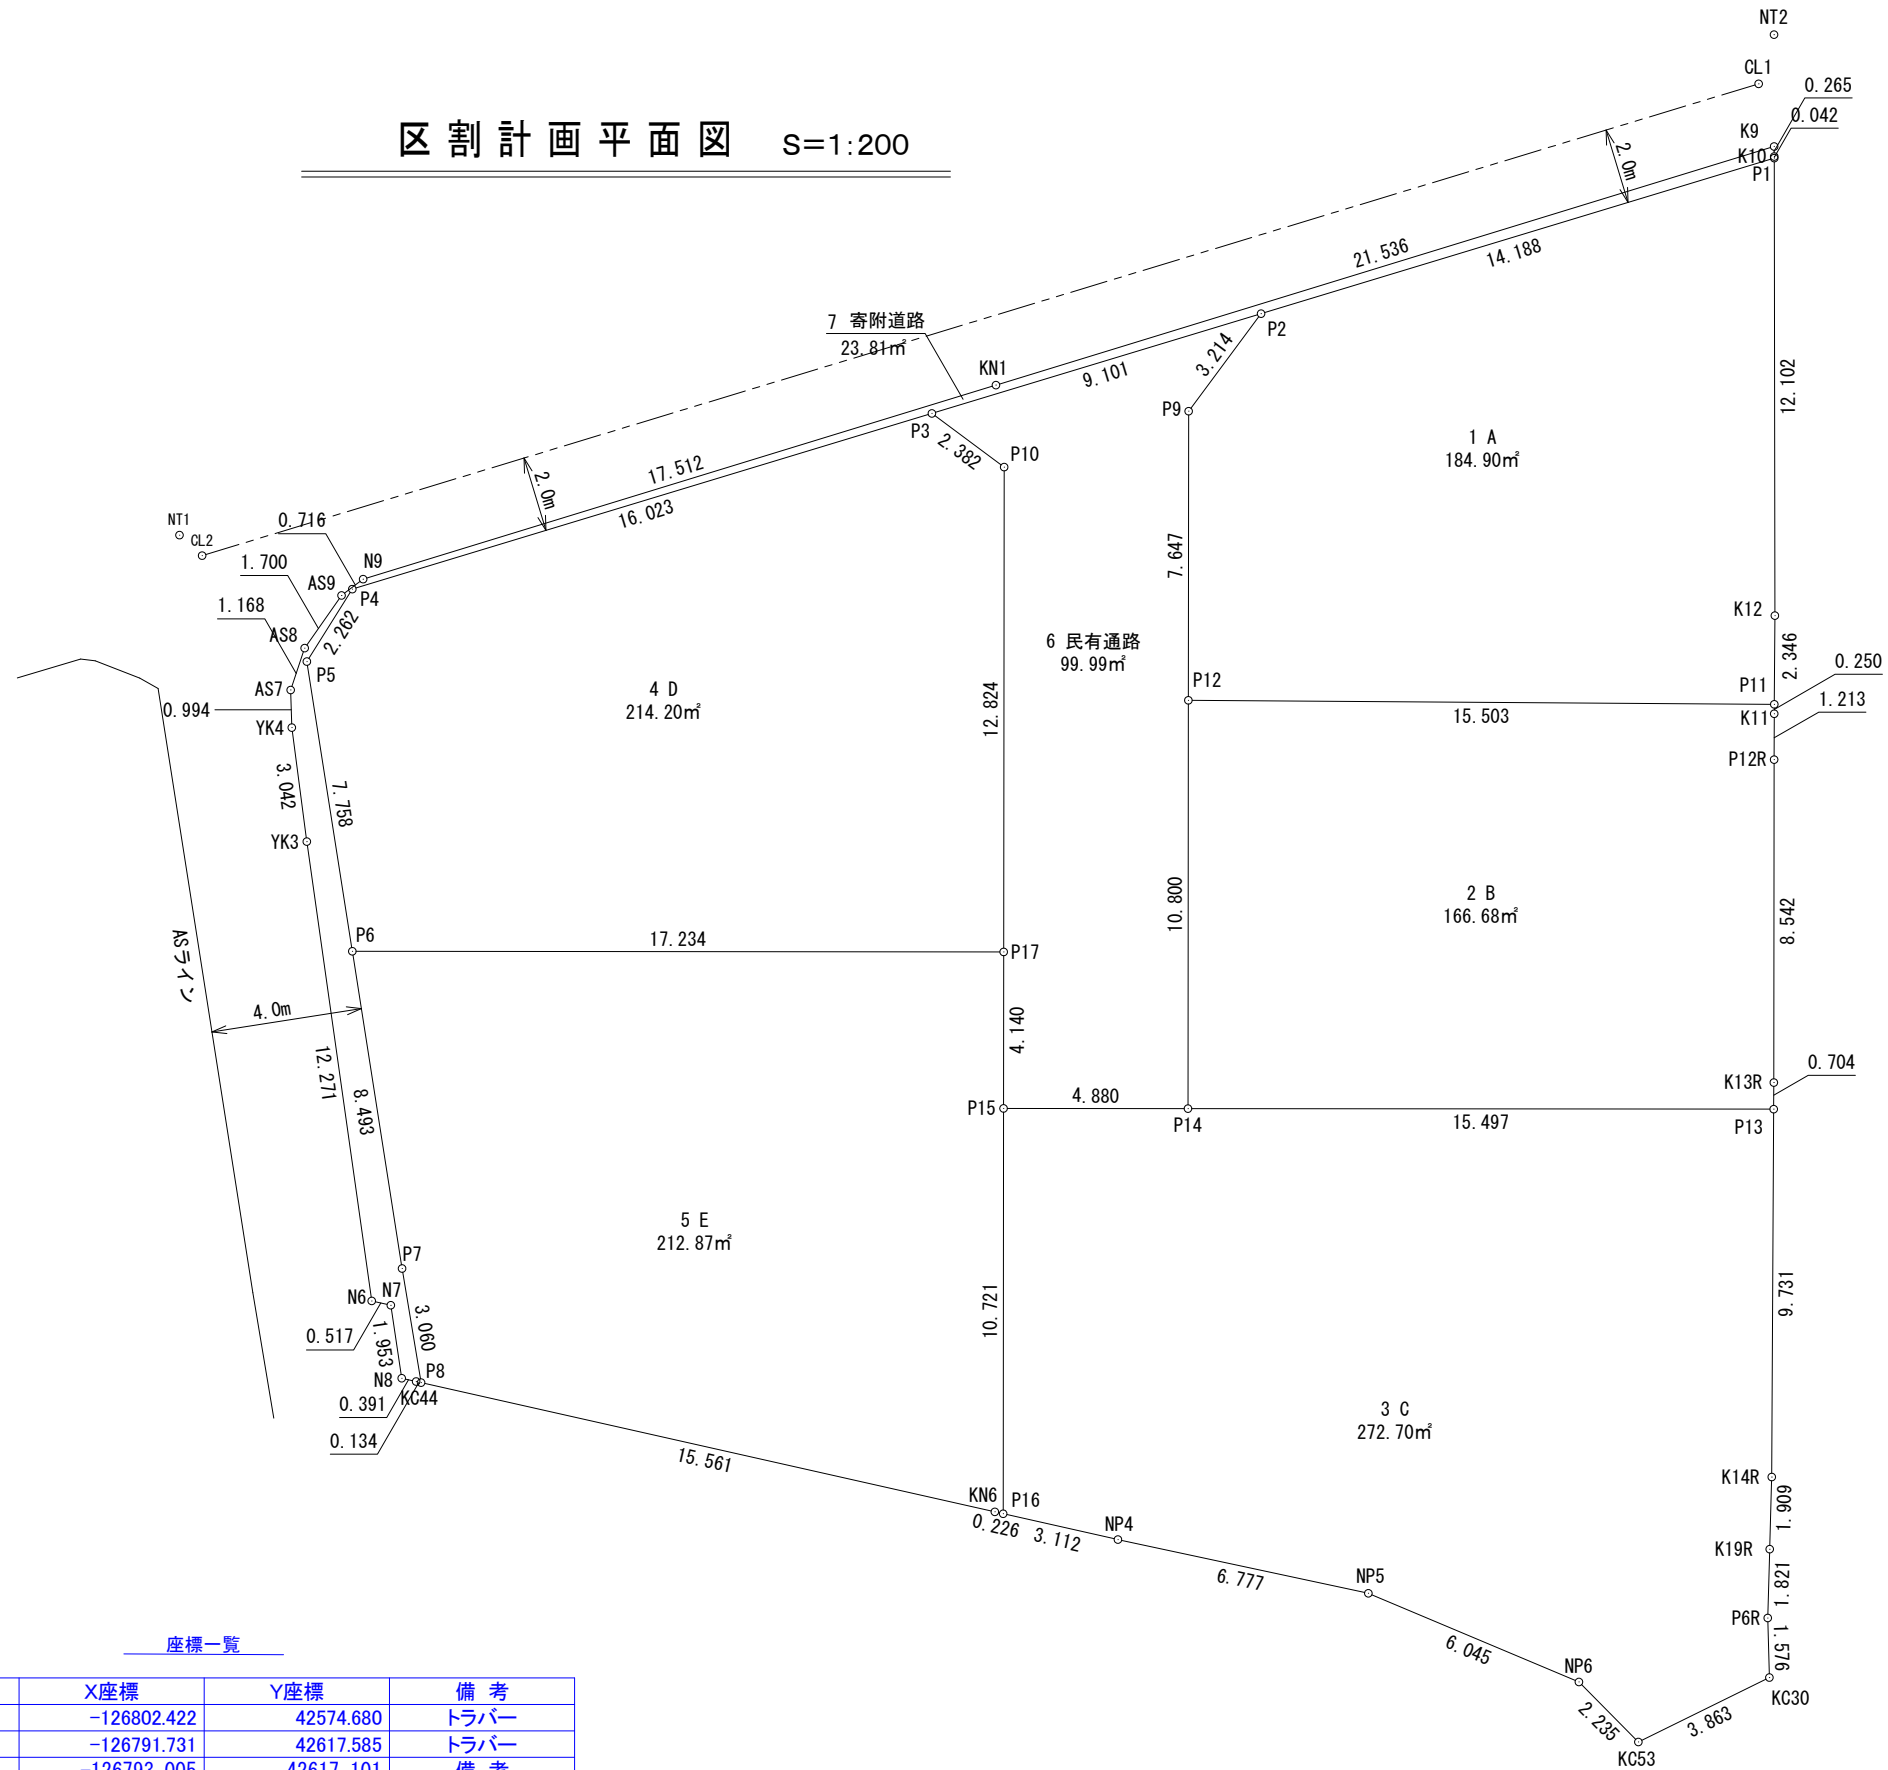 区割計画平面図 S=1:200
NT2
CL1
0.265
0.042
K9
K10
P1
2.0m
21.536
14.188
7 寄附道路
23.81㎡
P2
KN1
3.214
9.101
12.102
P9
P3
2.382
1 A
184.90㎡
P10
17.512
2.0m
16.023
NT1
CL2
0.716
1.700
N9
AS9
P4
1.168
7.647
K12
AS8
2.262
P5
6 民有通路
99.99㎡
2.346
0.250
AS7
4 D
214.20㎡
P12
P11
0.994
12.824
15.503
K11
1.213
YK4
P12R
3.042
7.758
YK3
10.800
2 B
166.68㎡
8.542
P6
17.234
P17
ASライン
4.0m
4.140
0.704
12.271
8.493
K13R
P15
4.880
P14
15.497
P13
5 E
212.87㎡
P7
N6
N7
9.731
10.721
0.517
1.953
3.060
P8
N8
KC44
0.391
0.134
3 C
272.70㎡
15.561
K14R
KN6
P16
0.226
3.112
NP4
1.909
K19R
6.777
NP5
1.821
P6R
6.045
1.576
NP6
KC30
2.235
3.863
KC53
座標一覧
X座標 Y座標 備考
-126802.422 42574.680 トラバー
-126791.731 42617.585 トラバー
-126793.005 42617.101 備考